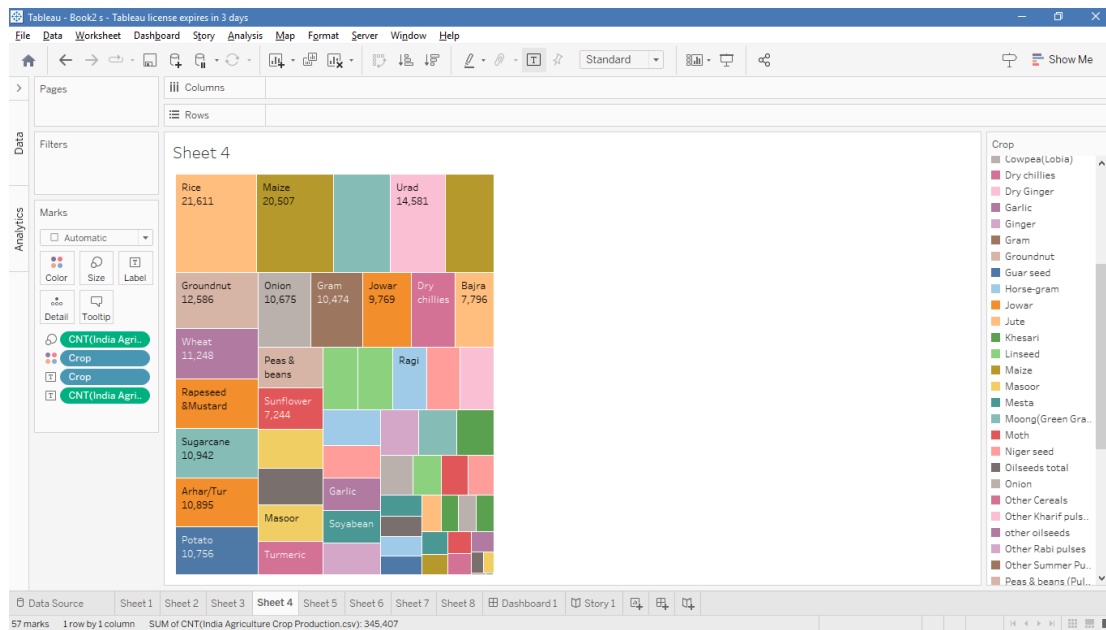 Tableau - Book2 s - Tableau license expires in 3 days
File Data Worksheet Dashboard Story Analysis Map Format Server Window Help
Standard
Show Me
Data
Analytics
Pages
Filters
Marks
Automatic
Color Size Label
Detail Tooltip
CNT(India Agri..
Crop
Crop
CNT(India Agri..
Columns
Rows
Sheet 4
Rice
21,611
Maize
20,507
Urad
14,581
Groundnut
12,586
Onion
10,675
Gram
10,474
Jowar
9,769
Dry
chillies
Bajra
7,796
Wheat
11,248
Peas &
beans
Ragi
Rapeseed
&Mustard
Sunflower
7,244
Sugarcane
10,942
Arhar/Tur
10,895
Garlic
Masoor
Soyabean
Potato
10,756
Turmeric
Crop
Cowpea(Lobia)
Dry chillies
Dry Ginger
Garlic
Ginger
Gram
Groundnut
Guar seed
Horse-gram
Jowar
Jute
Khesari
Linseed
Maize
Masoor
Mesta
Moong(Green Gra..
Moth
Niger seed
Oilseeds total
Onion
Other Cereals
Other Kharif puls..
other oilseeds
Other Rabi pulses
Other Summer Pu..
Peas & beans (Pul..
Data Source Sheet 1 Sheet 2 Sheet 3 Sheet 4 Sheet 5 Sheet 6 Sheet 7 Sheet 8 Dashboard 1 Story 1
57 marks 1 row by 1 column SUM of CNT(India Agriculture Crop Production.csv): 345,407